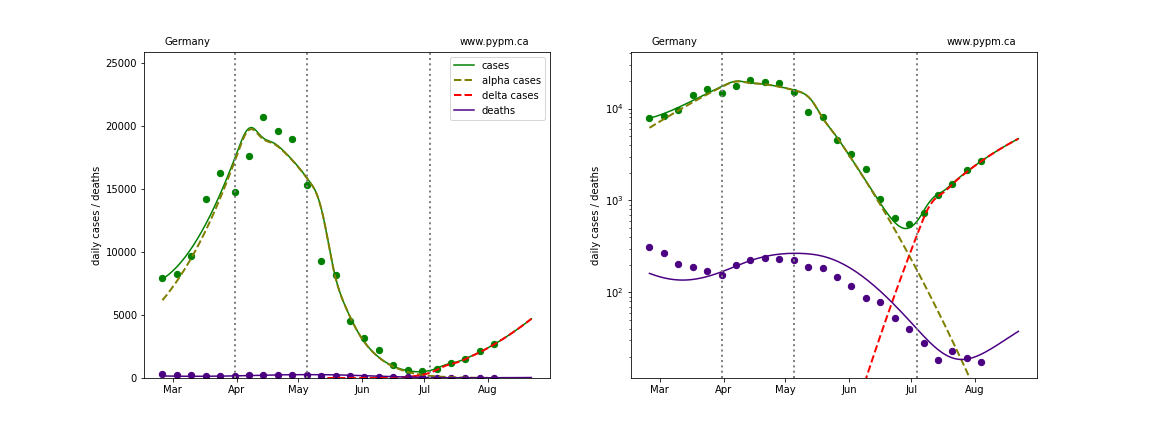 Germany www.pypm.ca
25000
20000
15000
10000
5000
0
daily cases / deaths
cases
alpha cases
delta cases
deaths
Mar Apr May Jun Jul Aug
Germany www.pypm.ca
10^4
10^3
10^2
daily cases / deaths
Mar Apr May Jun Jul Aug